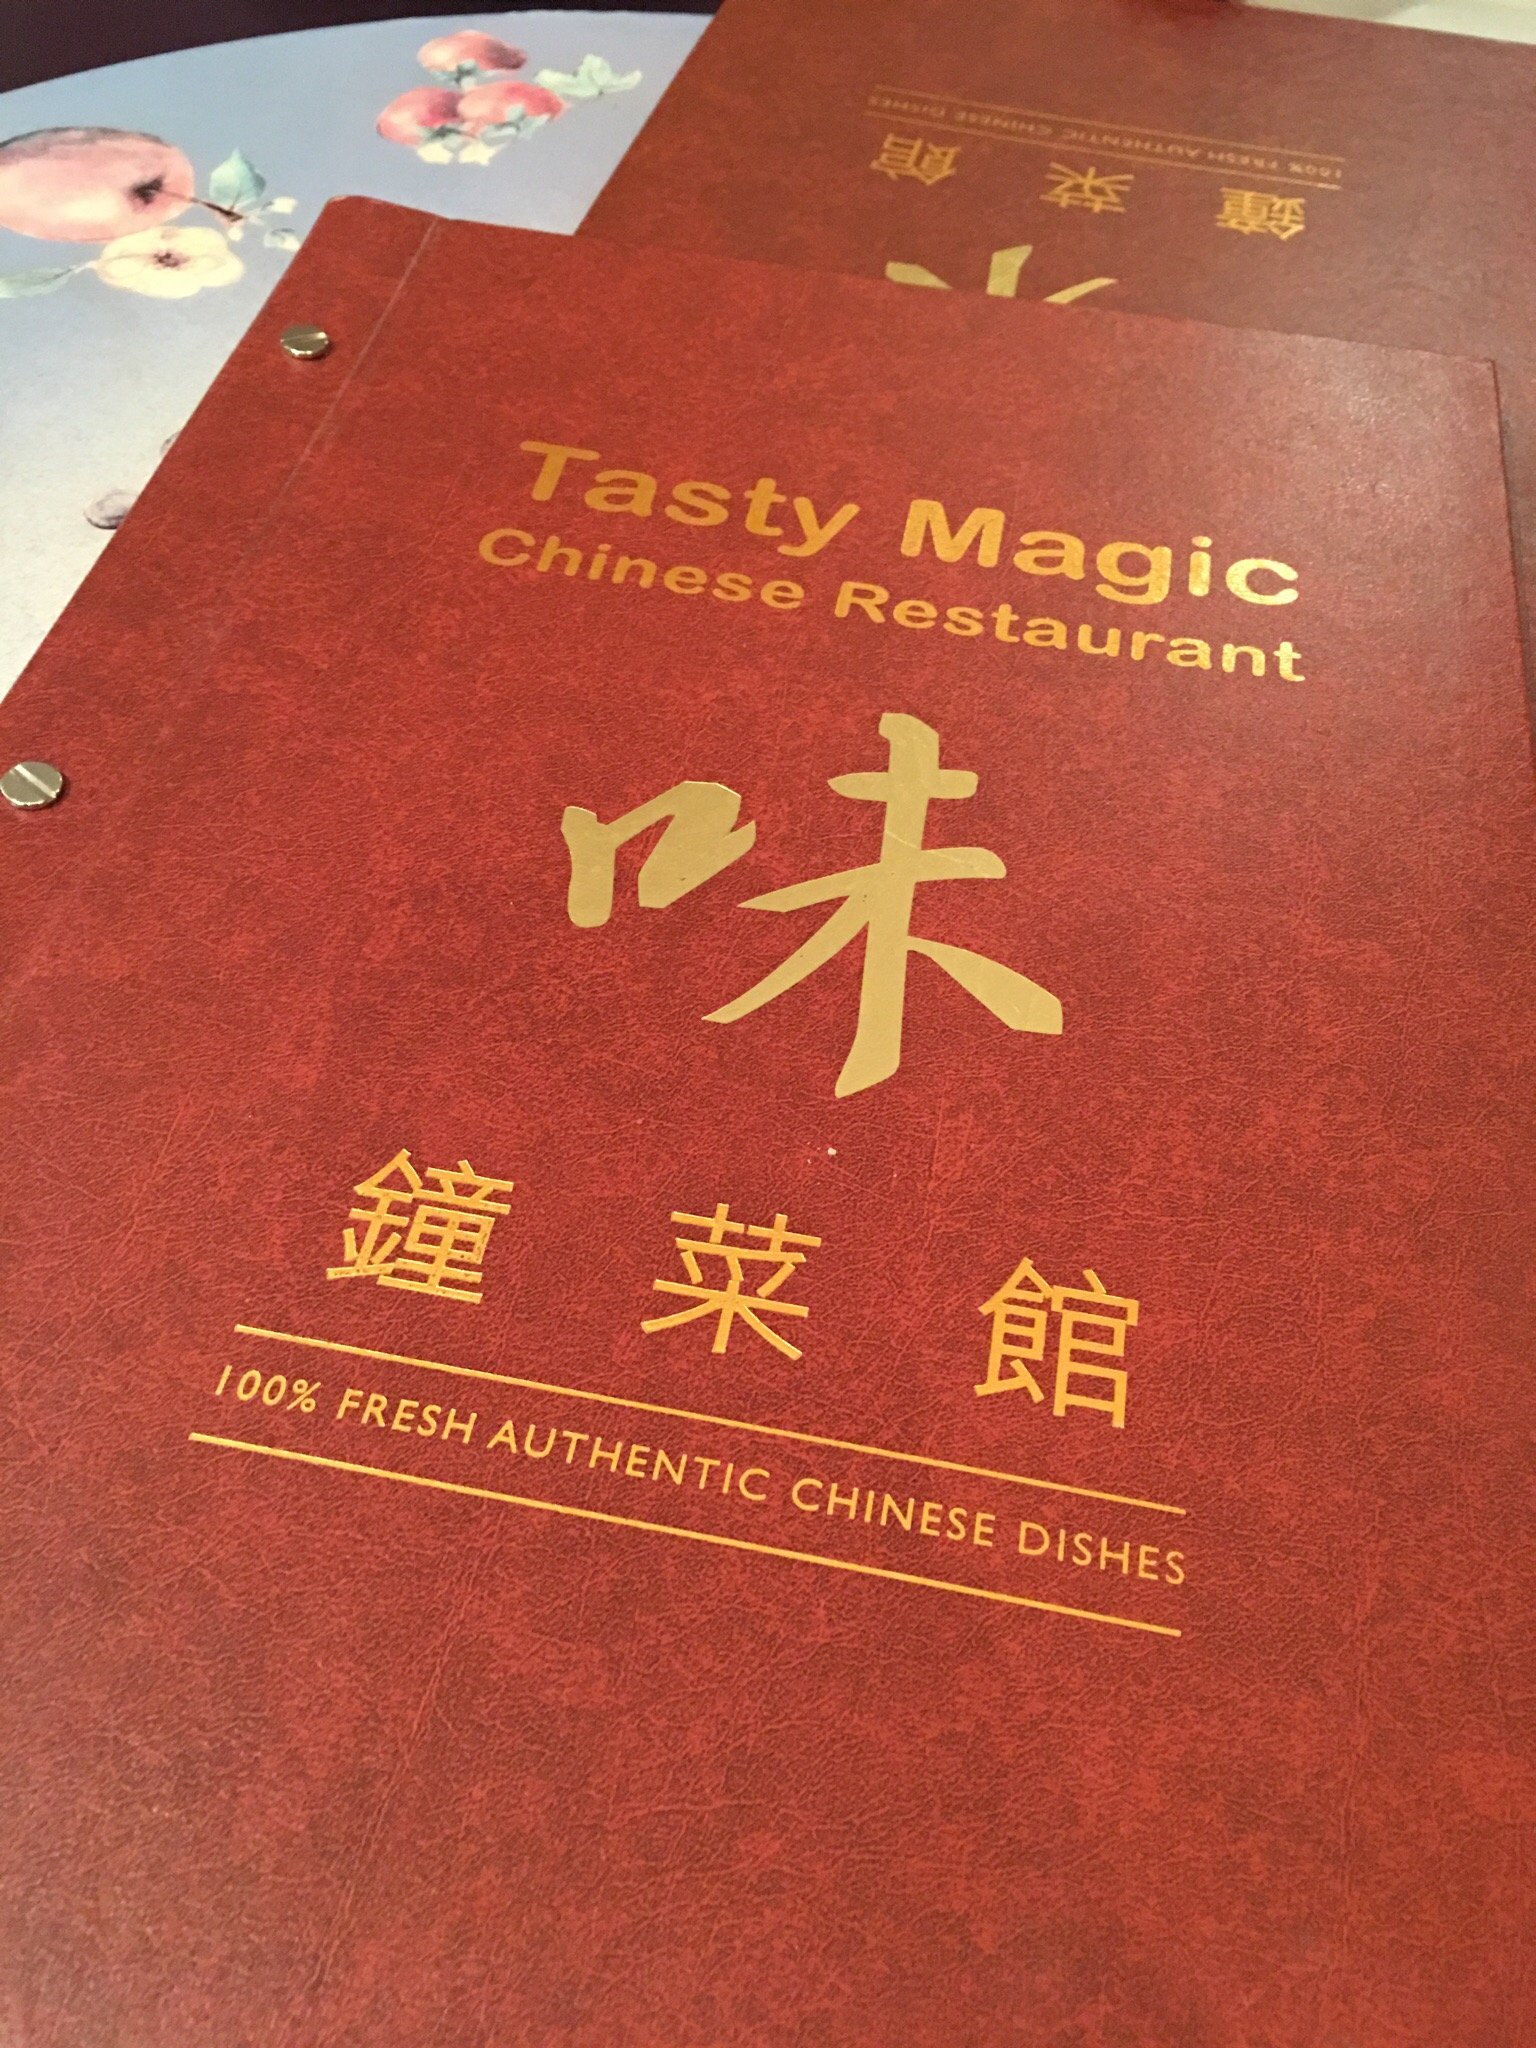 Tasty Magic
Chinese Restaurant
味
鐘菜館
100% FRESH AUTHENTIC CHINESE DISHES
鐘菜館
100% FRESH AUTHENTIC CHINESE DISHES